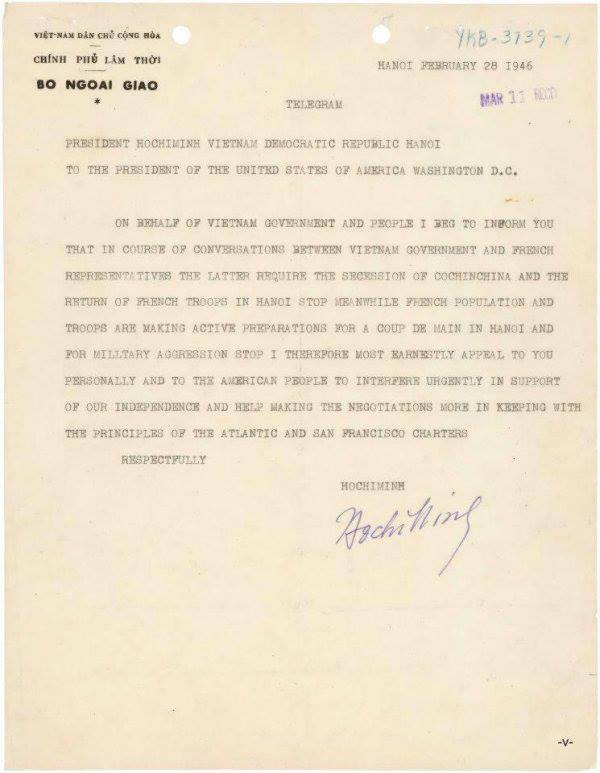 VIỆT-NAM DÂN CHỦ CỘNG HÒA
CHÍNH PHỦ LÂM THỜI
BO NGOAI GIAO
*
YKB-3739-1
HANOI FEBRUARY 28 1946
MAR 11 RECD
TELEGRAM
PRESIDENT HOCHIMINH VIETNAM DEMOCRATIC REPUBLIC HANOI
TO THE PRESIDENT OF THE UNITED STATES OF AMERICA WASHINGTON D.C.
ON BEHALF OF VIETNAM GOVERNMENT AND PEOPLE I BEG TO INFORM YOU
THAT IN COURSE OF CONVERSATIONS BETWEEN VIETNAM GOVERNMENT AND FRENCH
REPRESENTATIVES THE LATTER REQUIRE THE SECESSION OF COCHINCHINA AND THE
RETURN OF FRENCH TROOPS IN HANOI STOP MEANWHILE FRENCH POPULATION AND
TROOPS ARE MAKING ACTIVE PREPARATIONS FOR A COUP DE MAIN IN HANOI AND
FOR MILITARY AGGRESSION STOP I THEREFORE MOST EARNESTLY APPEAL TO YOU
PERSONALLY AND TO THE AMERICAN PEOPLE TO INTERFERE URGENTLY IN SUPPORT
OF OUR INDEPENDENCE AND HELP MAKING THE NEGOTIATIONS MORE IN KEEPING WITH
THE PRINCIPLES OF THE ATLANTIC AND SAN FRANCISCO CHARTERS
RESPECTFULLY
HOCHIMINH
Hochiminh
-V-